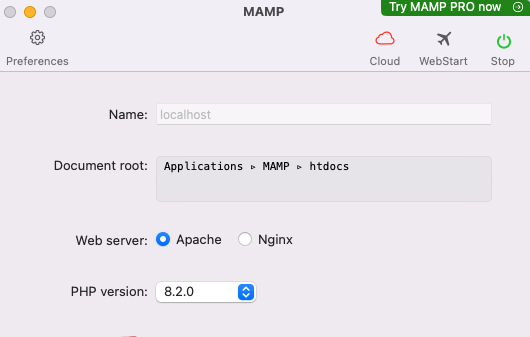 MAMP
Try MAMP PRO now
Preferences
Cloud
WebStart
Stop
Name: localhost
Document root: Applications ▹ MAMP ▹ htdocs
Web server: Apache Nginx
PHP version: 8.2.0